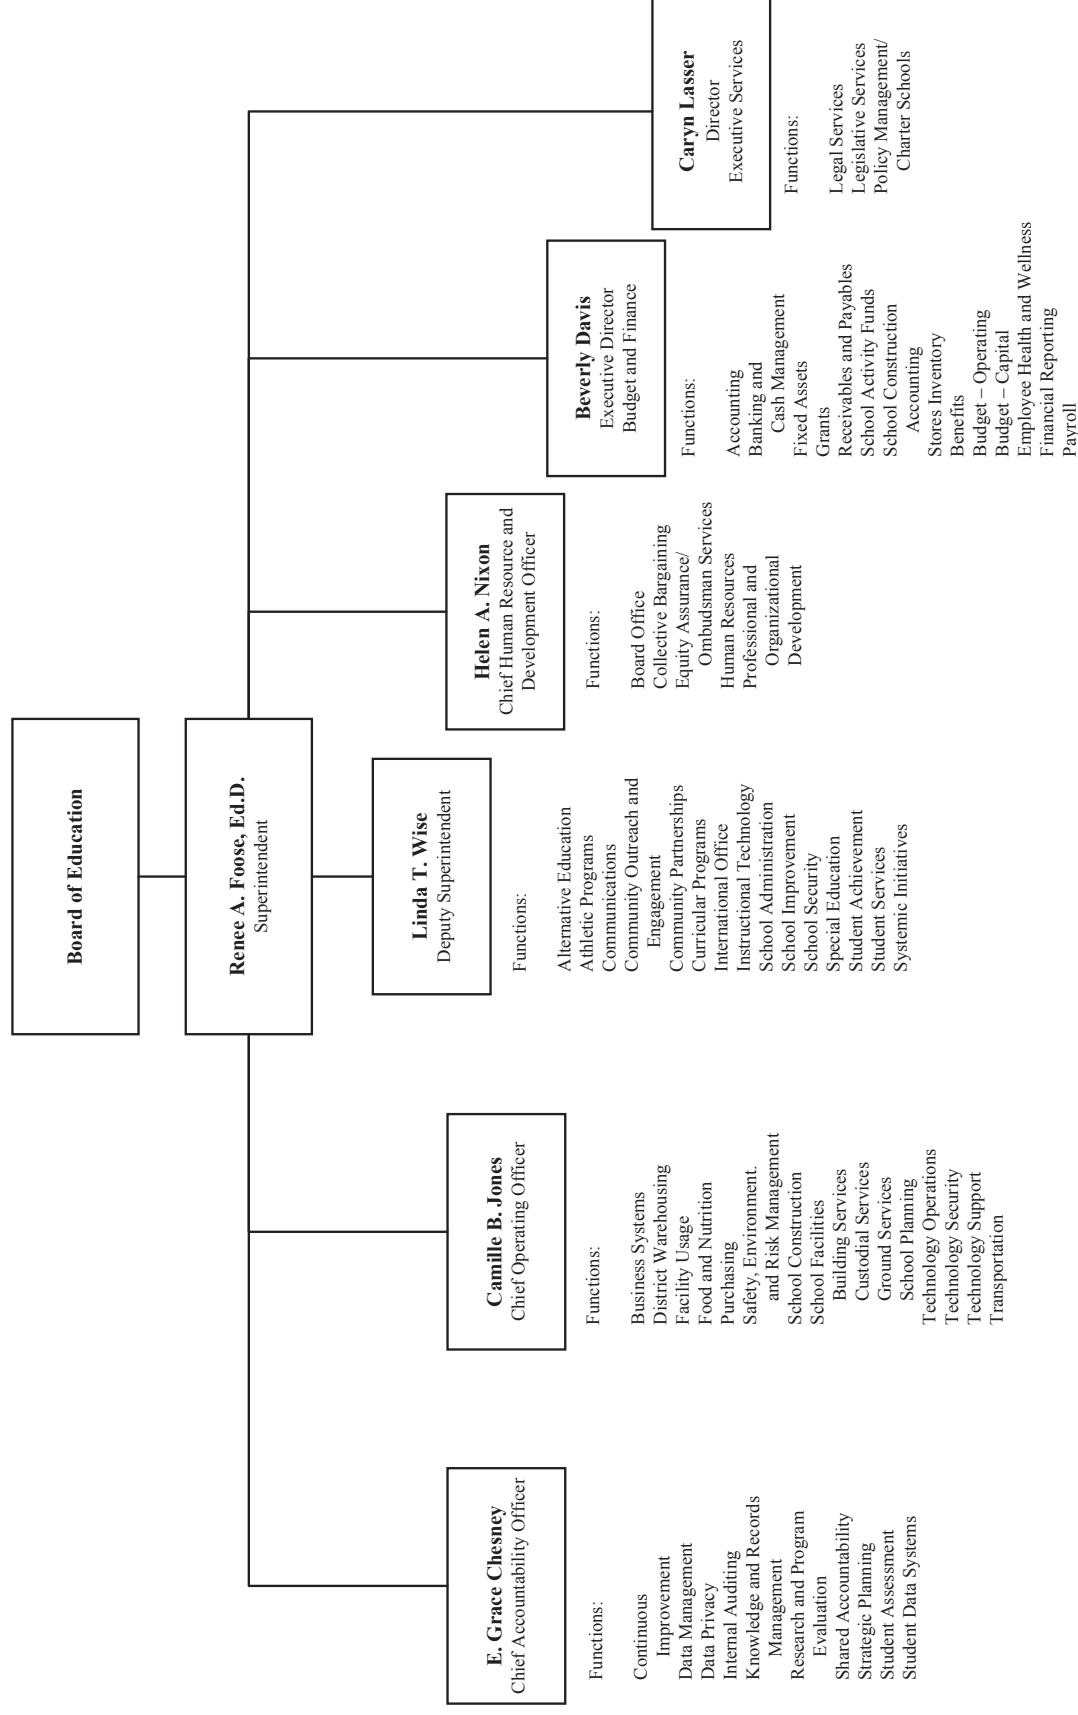 Board of Education
Renee A. Foose, Ed.D.
Superintendent
E. Grace Chesney
Chief Accountability Officer
Functions:
Continuous
Improvement
Data Management
Data Privacy
Internal Auditing
Knowledge and Records
Management
Research and Program
Evaluation
Shared Accountability
Strategic Planning
Student Assessment
Student Data Systems
Camille B. Jones
Chief Operating Officer
Functions:
Business Systems
District Warehousing
Facility Usage
Food and Nutrition
Purchasing
Safety, Environment.
and Risk Management
School Construction
School Facilities
Building Services
Custodial Services
Ground Services
School Planning
Technology Operations
Technology Security
Technology Support
Transportation
Linda T. Wise
Deputy Superintendent
Functions:
Alternative Education
Athletic Programs
Communications
Community Outreach and
Engagement
Community Partnerships
Curricular Programs
International Office
Instructional Technology
School Administration
School Improvement
School Security
Special Education
Student Achievement
Student Services
Systemic Initiatives
Helen A. Nixon
Chief Human Resource and
Development Officer
Functions:
Board Office
Collective Bargaining
Equity Assurance/
Ombudsman Services
Human Resources
Professional and
Organizational
Development
Beverly Davis
Executive Director
Budget and Finance
Functions:
Accounting
Banking and
Cash Management
Fixed Assets
Grants
Receivables and Payables
School Activity Funds
School Construction
Accounting
Stores Inventory
Benefits
Budget – Operating
Budget – Capital
Employee Health and Wellness
Financial Reporting
Payroll
Caryn Lasser
Director
Executive Services
Functions:
Legal Services
Legislative Services
Policy Management/
Charter Schools